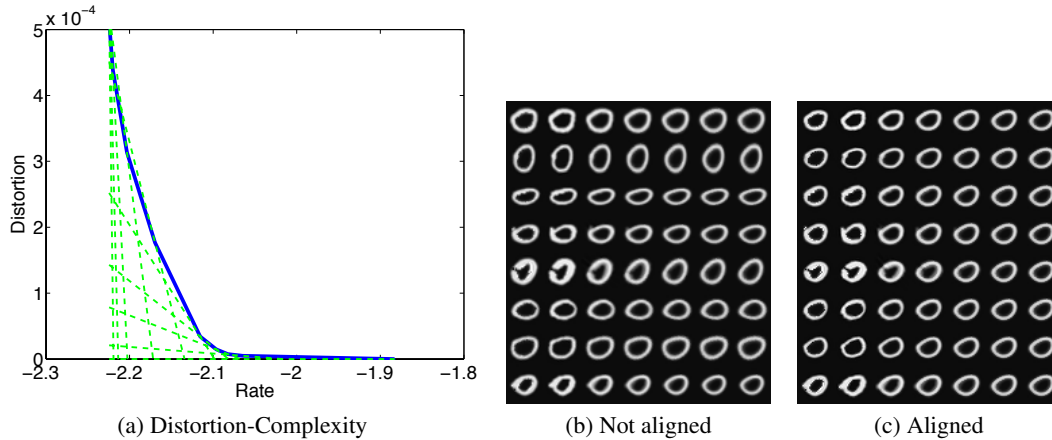 x 10⁻⁴
5
4
3
2
1
0
Distortion
−2.3 −2.2 −2.1 −2 −1.9 −1.8
Rate
(a) Distortion-Complexity
(b) Not aligned
(c) Aligned